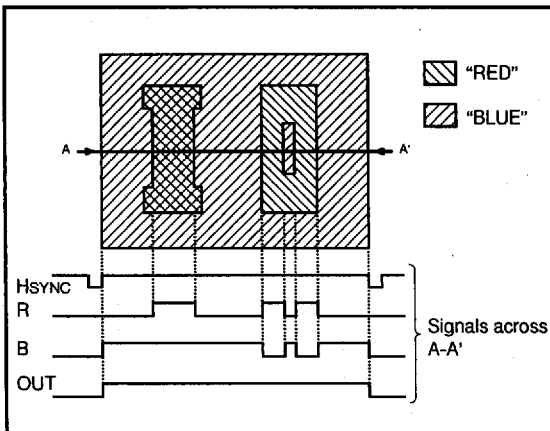 "RED"
"BLUE"
A A'
HSYNC
R
B
OUT
Signals across
A-A'